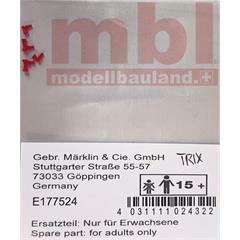 mbl
modellbauland.+
Gebr. Märklin & Cie. GmbH
Stuttgarter Straße 55-57
73033 Göppingen
Germany
TRIX
15 +
E177524
4 031111 024322
Ersatzteil: Nur für Erwachsene
Spare part: for adults only